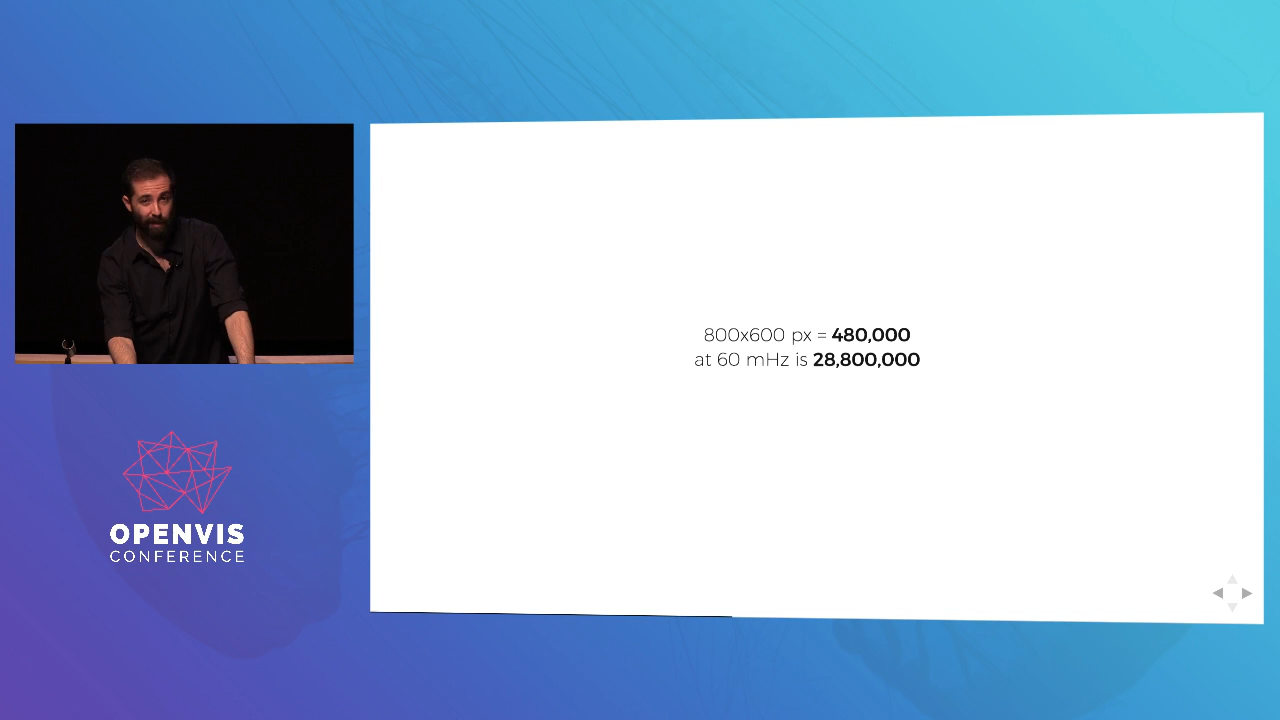 800x600 px = 480,000
at 60 mHz is 28,800,000
OPENVIS
CONFERENCE